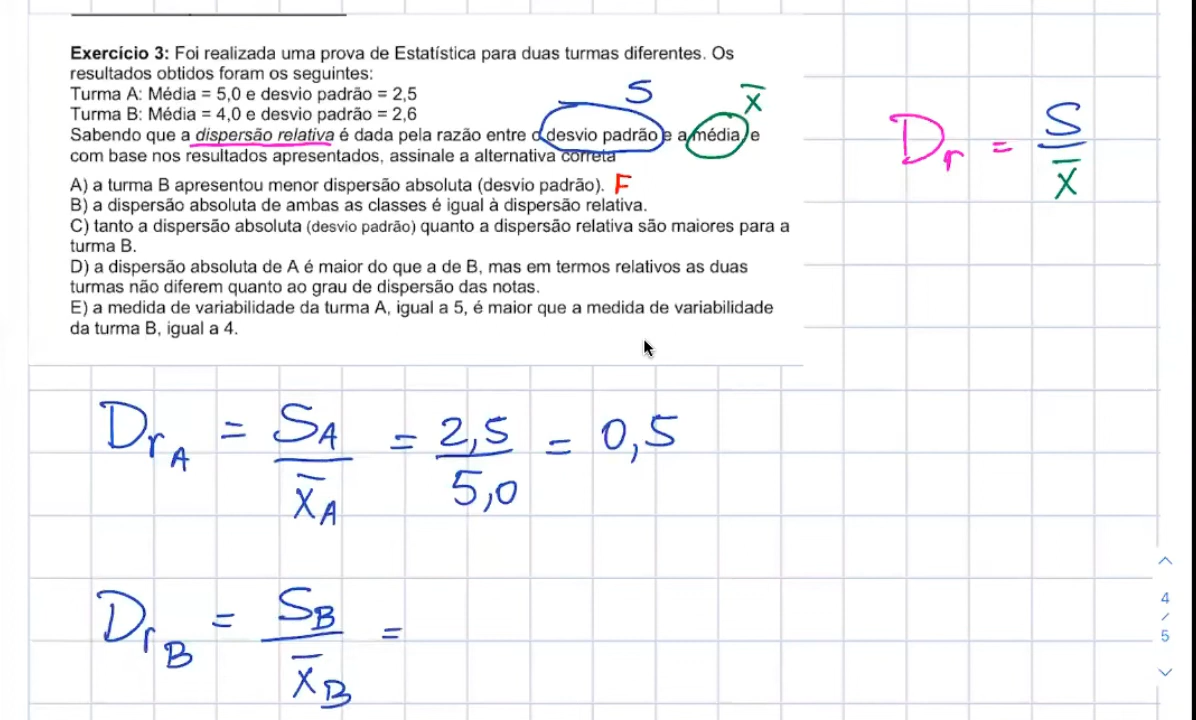 Exercício 3: Foi realizada uma prova de Estatística para duas turmas diferentes. Os
resultados obtidos foram os seguintes:
Turma A: Média = 5,0 e desvio padrão = 2,5
Turma B: Média = 4,0 e desvio padrão = 2,6
S
x̄
Sabendo que a dispersão relativa é dada pela razão entre o desvio padrão e a média, e
com base nos resultados apresentados, assinale a alternativa correta
A) a turma B apresentou menor dispersão absoluta (desvio padrão). F
B) a dispersão absoluta de ambas as classes é igual à dispersão relativa.
C) tanto a dispersão absoluta (desvio padrão) quanto a dispersão relativa são maiores para a
turma B.
D) a dispersão absoluta de A é maior do que a de B, mas em termos relativos as duas
turmas não diferem quanto ao grau de dispersão das notas.
E) a medida de variabilidade da turma A, igual a 5, é maior que a medida de variabilidade
da turma B, igual a 4.
Dr = S / x̄
DrA = SA / x̄A = 2,5 / 5,0 = 0,5
DrB = SB / x̄B =
4
/
5